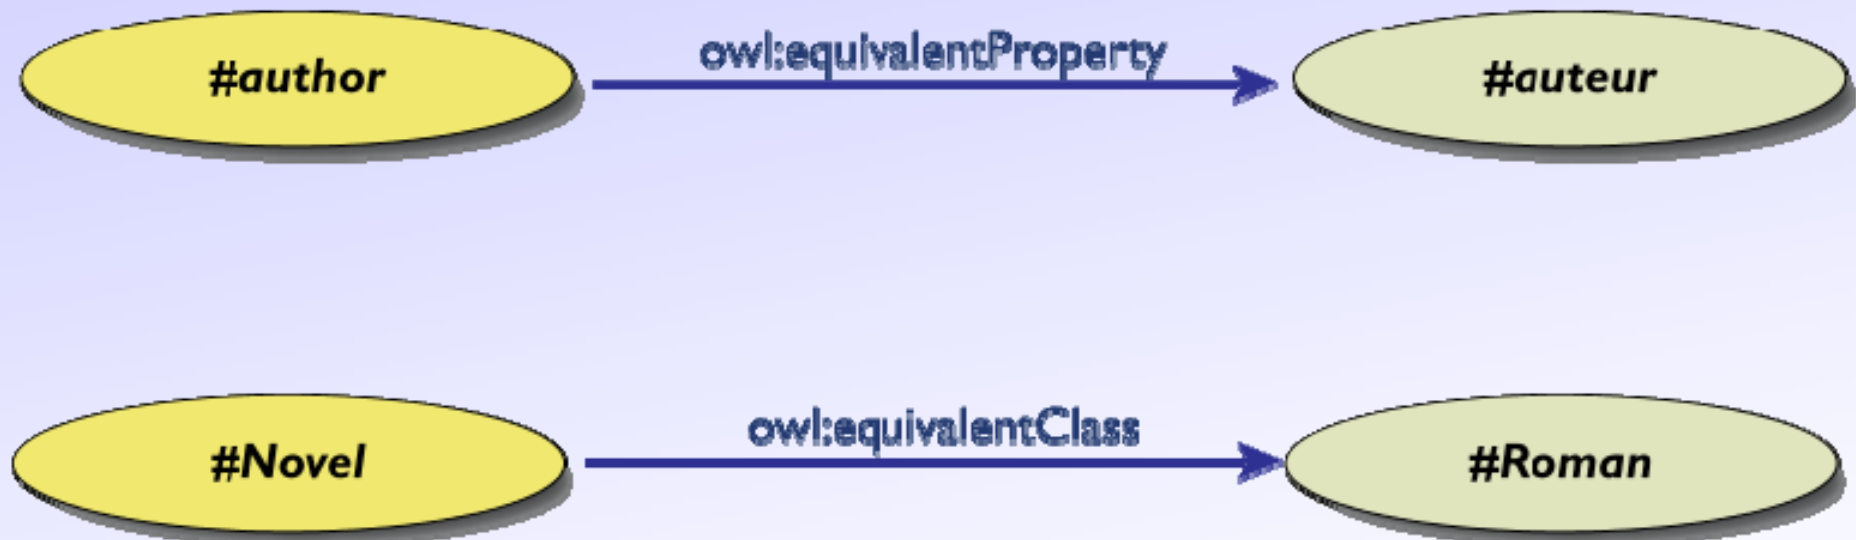 #author
owl:equivalentProperty
#auteur
#Novel
owl:equivalentClass
#Roman